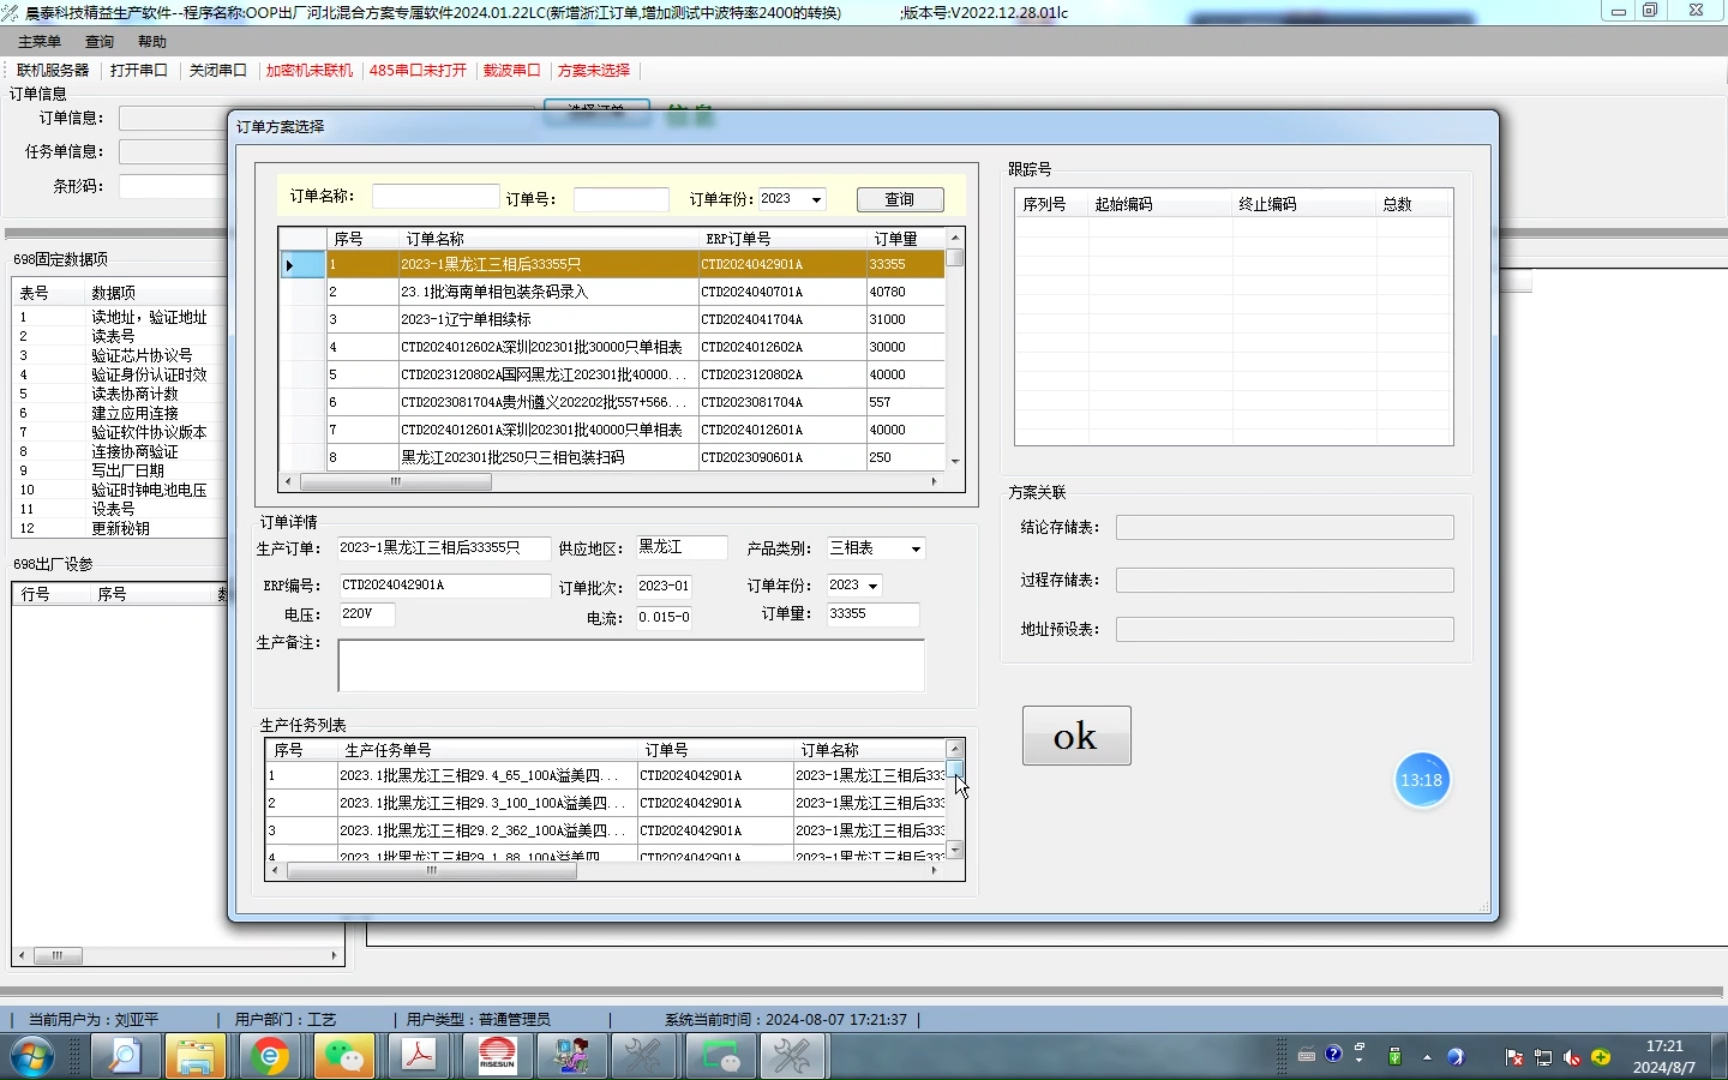 晨泰科技精益生产软件--程序名称:OOP出厂河北混合方案专属软件2024.01.22LC(新增浙江订单,增加测试中波特率2400的转换) ;版本号:V2022.12.28.01lc
主菜单 查询 帮助
联机服务器 打开串口 关闭串口 加密机未联机 485串口未打开 载波串口 方案未选择
订单信息
订单信息：
任务单信息：
条形码：
选择订单 信息
698固定数据项
表号 数据项
1 读地址，验证地址
2 读表号
3 验证芯片协议号
4 验证身份认证时效
5 读表协商计数
6 建立应用连接
7 验证软件协议版本
8 连接协商验证
9 写出厂日期
10 验证时钟电池电压
11 设表号
12 更新秘钥
698出厂设参
行号 序号
订单方案选择
订单名称： 订单号： 订单年份： 2023 查询
序号 订单名称 ERP订单号 订单量
1 2023-1黑龙江三相后33355只 CTD2024042901A 33355
2 23.1批海南单相包装条码录入 CTD2024040701A 40780
3 2023-1辽宁单相续标 CTD2024041704A 31000
4 CTD2024012602A深圳202301批30000只单相表 CTD2024012602A 30000
5 CTD2023120802A国网黑龙江202301批40000... CTD2023120802A 40000
6 CTD2023081704A贵州遵义202202批557+566... CTD2023081704A 557
7 CTD2024012601A深圳202301批40000只单相表 CTD2024012601A 40000
8 黑龙江202301批250只三相包装扫码 CTD2023090601A 250
订单详情
生产订单： 2023-1黑龙江三相后33355只 供应地区： 黑龙江 产品类别： 三相表
ERP编号： CTD2024042901A 订单批次： 2023-01 订单年份： 2023
电压： 220V 电流： 0.015-0 订单量： 33355
生产备注：
生产任务列表
序号 生产任务单号 订单号 订单名称
1 2023.1批黑龙江三相29.4_65_100A溢美四... CTD2024042901A 2023-1黑龙江三相后333
2 2023.1批黑龙江三相29.3_100_100A溢美四... CTD2024042901A 2023-1黑龙江三相后333
3 2023.1批黑龙江三相29.2_362_100A溢美四... CTD2024042901A 2023-1黑龙江三相后333
4 2023.1批黑龙江三相29.1_88_100A溢美四 CTD2024042901A 2023-1黑龙江三相后333
跟踪号
序列号 起始编码 终止编码 总数
方案关联
结论存储表：
过程存储表：
地址预设表：
ok
13:18
当前用户为：刘亚平 用户部门：工艺 用户类型：普通管理员 系统当前时间：2024-08-07 17:21:37
RISESUN
17:21
2024/8/7